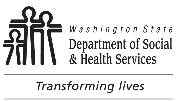 Washington State
Department of Social
& Health Services
Transforming lives